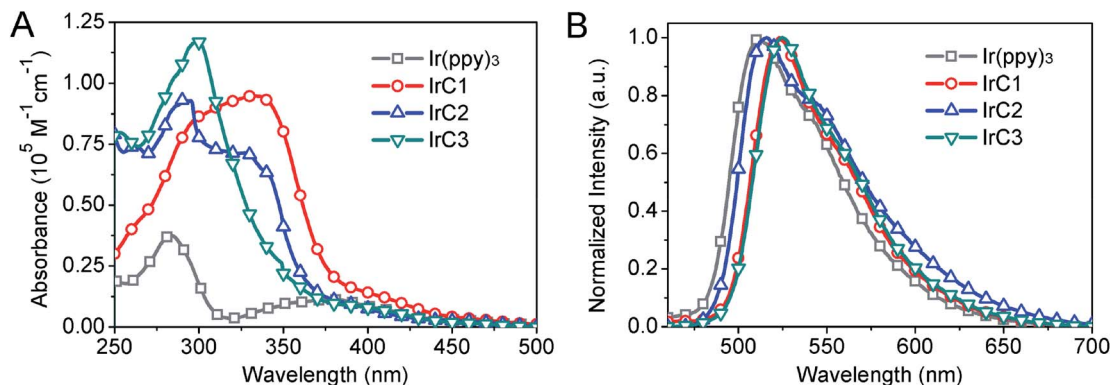 A
Absorbance (10⁵ M⁻¹cm⁻¹)
1.25
1.00
0.75
0.50
0.25
0.00
250 300 350 400 450 500
Wavelength (nm)
Ir(ppy)₃
IrC1
IrC2
IrC3
B
Normalized Intensity (a.u.)
1.0
0.8
0.6
0.4
0.2
0.0
500 550 600 650 700
Wavelength (nm)
Ir(ppy)₃
IrC1
IrC2
IrC3